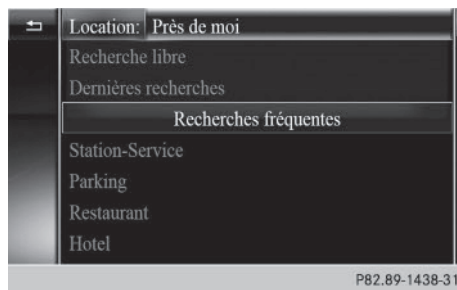 Location: Près de moi
Recherche libre
Dernières recherches
Recherches fréquentes
Station-Service
Parking
Restaurant
Hotel
P82.89-1438-31